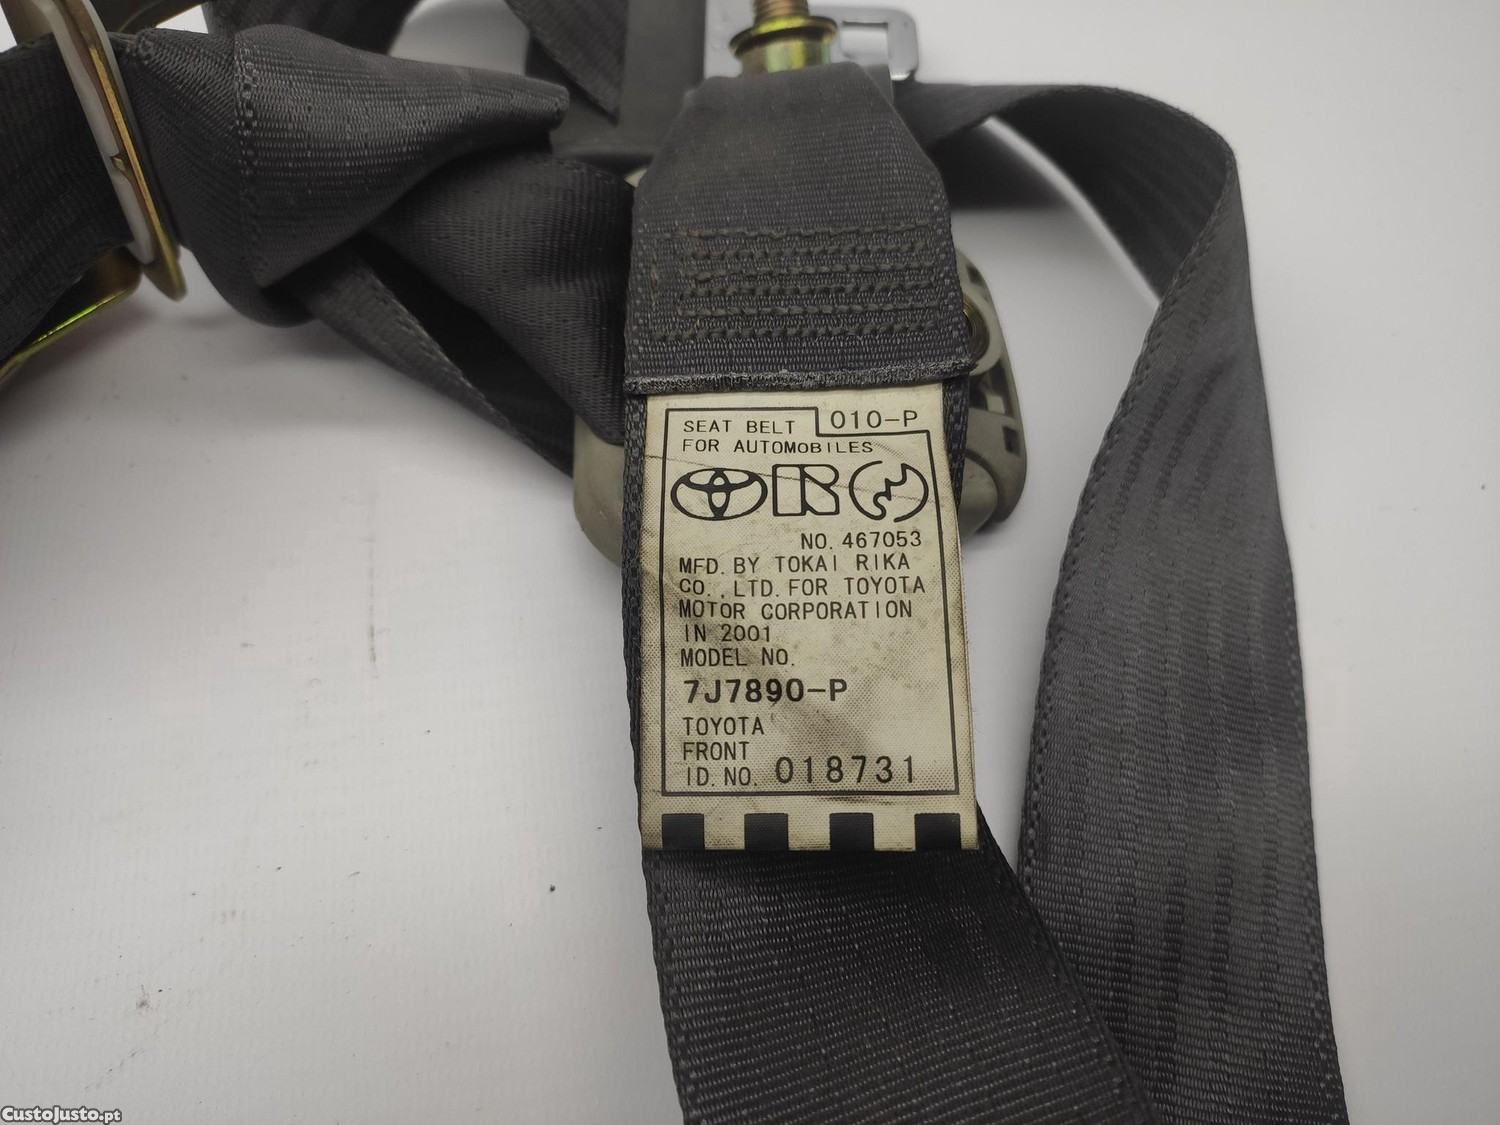 SEAT BELT 010-P
FOR AUTOMOBILES
NO. 467053
MFD. BY TOKAI RIKA
CO., LTD. FOR TOYOTA
MOTOR CORPORATION
IN 2001
MODEL NO.
7J7890-P
TOYOTA
FRONT
ID. NO. 018731
CustoJusto.pt